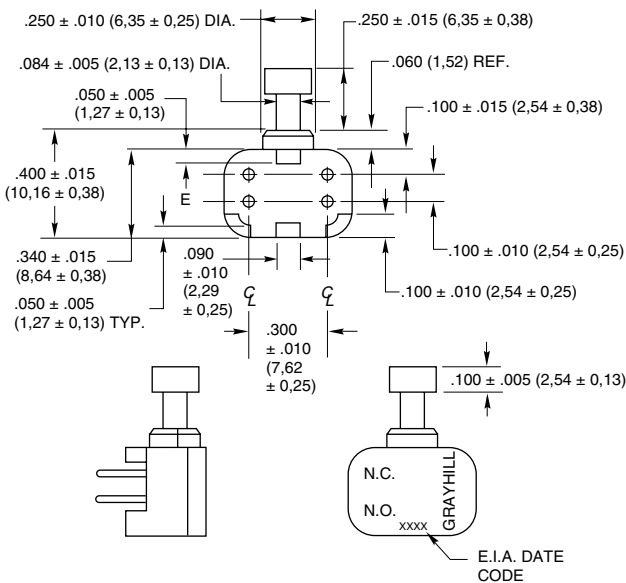 .250 ± .010 (6,35 ± 0,25) DIA.
.250 ± .015 (6,35 ± 0,38)
.084 ± .005 (2,13 ± 0,13) DIA.
.060 (1,52) REF.
.050 ± .005
(1,27 ± 0,13)
.100 ± .015 (2,54 ± 0,38)
.400 ± .015
(10,16 ± 0,38)
E
.340 ± .015
(8,64 ± 0,38)
.090
± .010
(2,29
± 0,25)
.100 ± .010 (2,54 ± 0,25)
.050 ± .005
(1,27 ± 0,13) TYP.
℄
℄
.100 ± .010 (2,54 ± 0,25)
.300
± .010
(7,62
± 0,25)
.100 ± .005 (2,54 ± 0,13)
N.C.
N.O.
xxxx
GRAYHILL
E.I.A. DATE
CODE